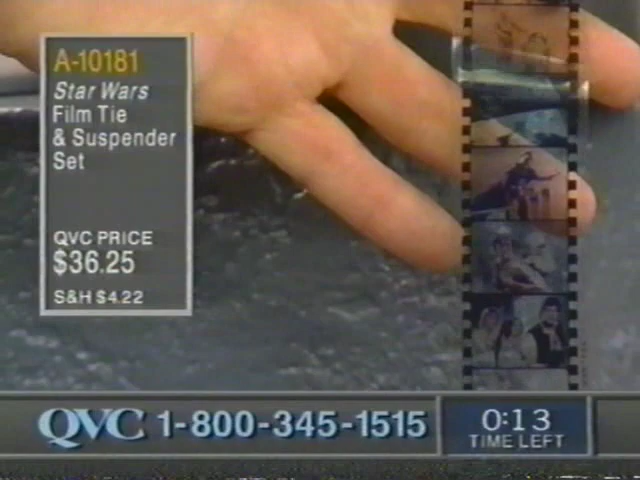 A-10181
Star Wars
Film Tie
& Suspender
Set
QVC PRICE
$36.25
S&H $4.22
QVC 1-800-345-1515
0:13
TIME LEFT